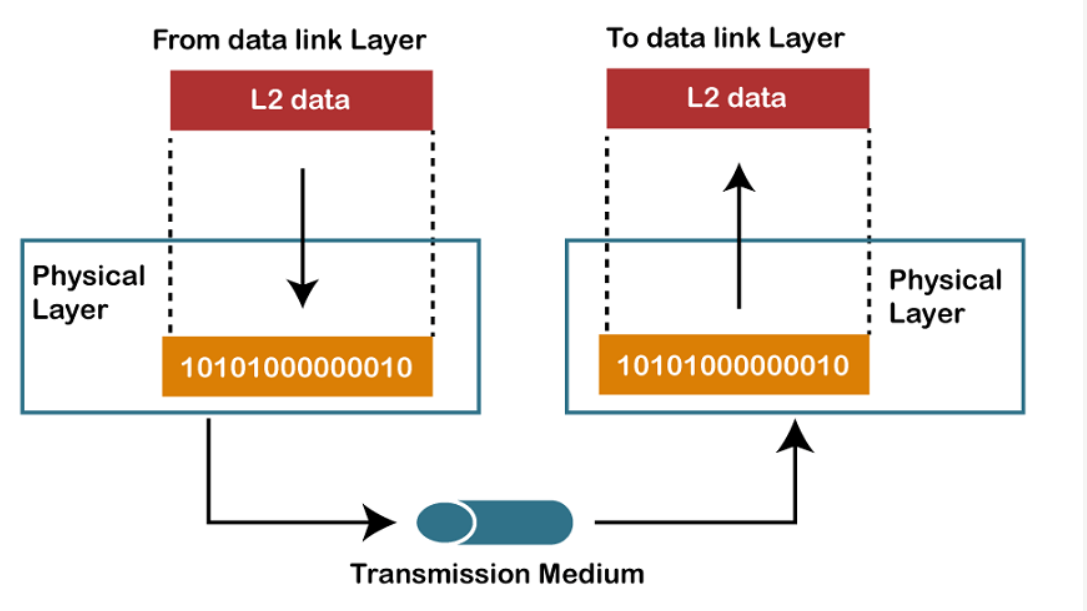 From data link Layer
To data link Layer
L2 data
L2 data
Physical
Layer
Physical
Layer
10101000000010
10101000000010
Transmission Medium